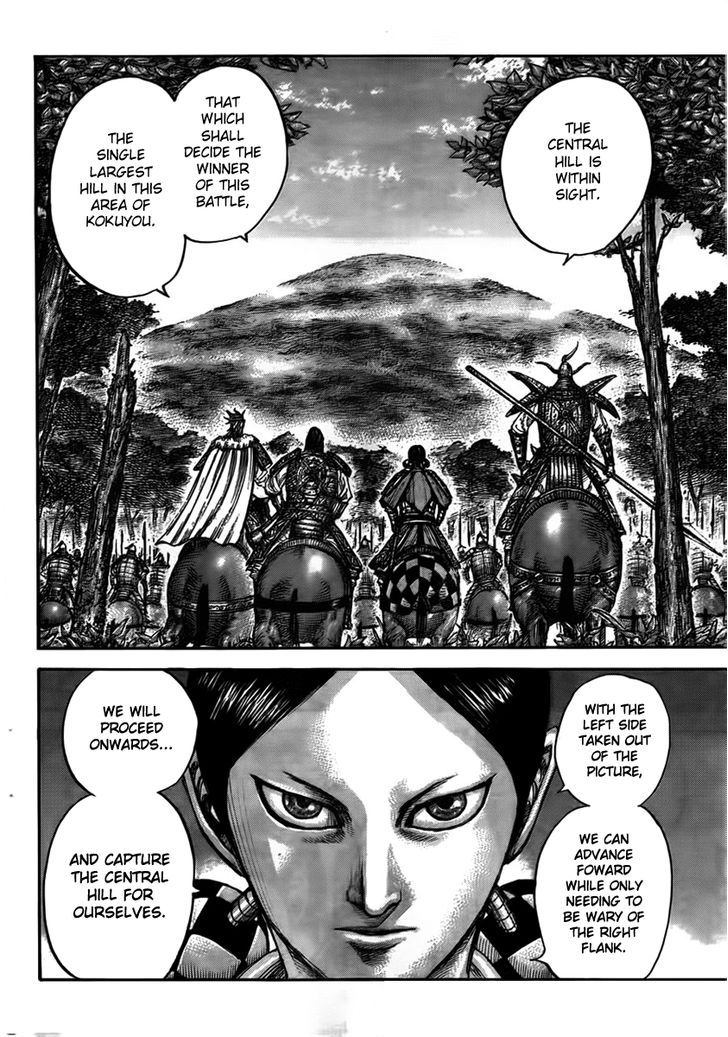 THE
CENTRAL
HILL IS
WITHIN
SIGHT.
THAT
WHICH
SHALL
DECIDE THE
WINNER
OF THIS
BATTLE,
THE
SINGLE
LARGEST
HILL IN THIS
AREA OF
KOKUYOU.
WITH THE
LEFT SIDE
TAKEN OUT
OF THE
PICTURE,
WE CAN
ADVANCE
FOWARD
WHILE ONLY
NEEDING TO
BE WARY OF
THE RIGHT
FLANK.
WE WILL
PROCEED
ONWARDS...
AND CAPTURE
THE CENTRAL
HILL FOR
OURSELVES.